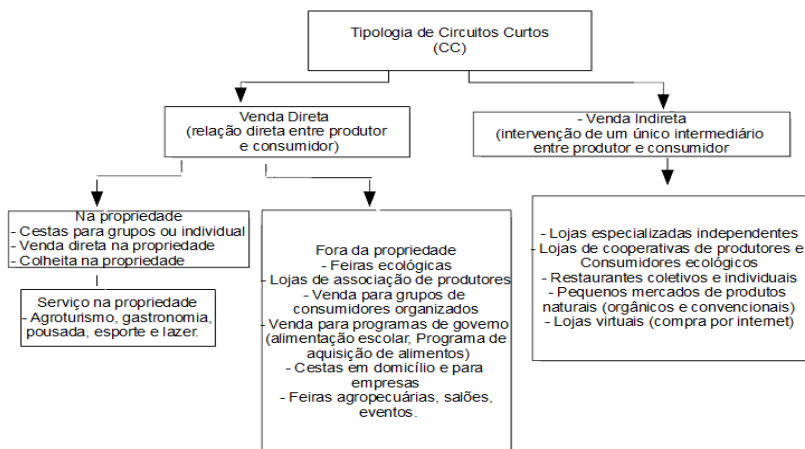 Tipologia de Circuitos Curtos
(CC)
Venda Direta
(relação direta entre produtor
e consumidor)
- Venda Indireta
(intervenção de um único intermediário
entre produtor e consumidor
Na propriedade
- Cestas para grupos ou individual
- Venda direta na propriedade
- Colheita na propriedade
Serviço na propriedade
- Agroturismo, gastronomia,
pousada, esporte e lazer.
Fora da propriedade
- Feiras ecológicas
- Lojas de associação de produtores
- Venda para grupos de
consumidores organizados
- Venda para programas de governo
(alimentação escolar, Programa de
aquisição de alimentos)
- Cestas em domicílio e para
empresas
- Feiras agropecuárias, salões,
eventos.
- Lojas especializadas independentes
- Lojas de cooperativas de produtores e
Consumidores ecológicos
- Restaurantes coletivos e individuais
- Pequenos mercados de produtos
naturais (orgânicos e convencionais)
- Lojas virtuais (compra por internet)